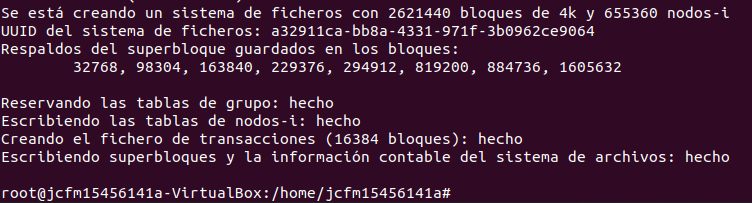 Se está creando un sistema de ficheros con 2621440 bloques de 4k y 655360 nodos-i
UUID del sistema de ficheros: a32911ca-bb8a-4331-971f-3b0962ce9064
Respaldos del superbloque guardados en los bloques:
32768, 98304, 163840, 229376, 294912, 819200, 884736, 1605632
Reservando las tablas de grupo: hecho
Escribiendo las tablas de nodos-i: hecho
Creando el fichero de transacciones (16384 bloques): hecho
Escribiendo superbloques y la información contable del sistema de archivos: hecho
root@jcfm15456141a-VirtualBox:/home/jcfm15456141a#